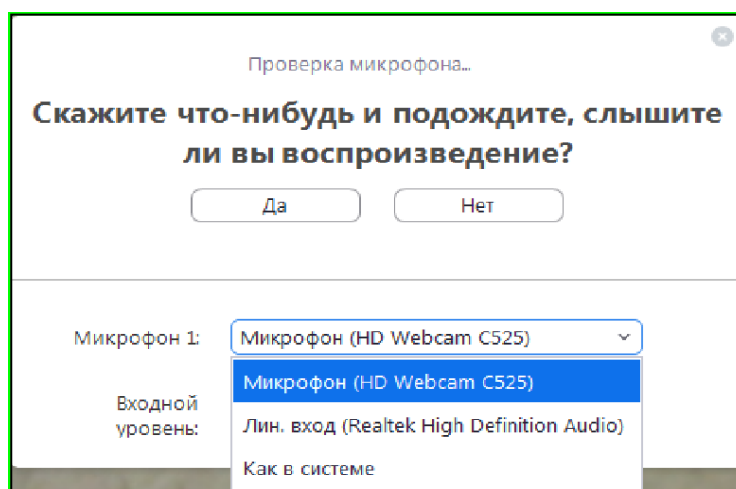 Проверка микрофона...
Скажите что-нибудь и подождите, слышите
ли вы воспроизведение?
Да
Нет
Микрофон 1:
Микрофон (HD Webcam C525)
Микрофон (HD Webcam C525)
Входной
уровень:
Лин. вход (Realtek High Definition Audio)
Как в системе